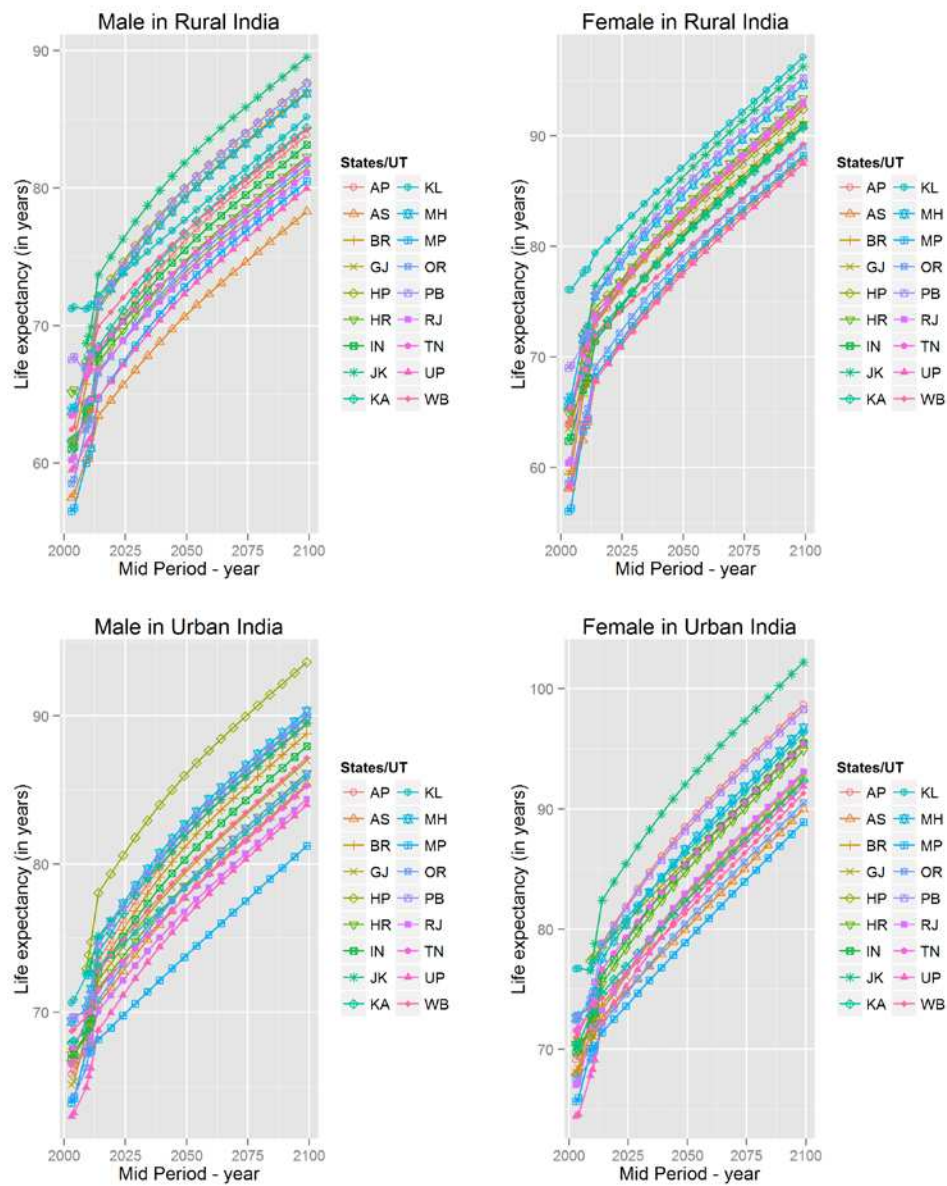 Male in Rural India
90
80
70
60
Life expectancy (in years)
2000 2025 2050 2075 2100
Mid Period - year
States/UT
AP KL
AS MH
BR MP
GJ OR
HP PB
HR RJ
IN TN
JK UP
KA WB
Female in Rural India
90
80
70
60
Life expectancy (in years)
2000 2025 2050 2075 2100
Mid Period - year
States/UT
AP KL
AS MH
BR MP
GJ OR
HP PB
HR RJ
IN TN
JK UP
KA WB
Male in Urban India
90
80
70
Life expectancy (in years)
2000 2025 2050 2075 2100
Mid Period - year
States/UT
AP KL
AS MH
BR MP
GJ OR
HP PB
HR RJ
IN TN
JK UP
KA WB
Female in Urban India
100
90
80
70
Life expectancy (in years)
2000 2025 2050 2075 2100
Mid Period - year
States/UT
AP KL
AS MH
BR MP
GJ OR
HP PB
HR RJ
IN TN
JK UP
KA WB